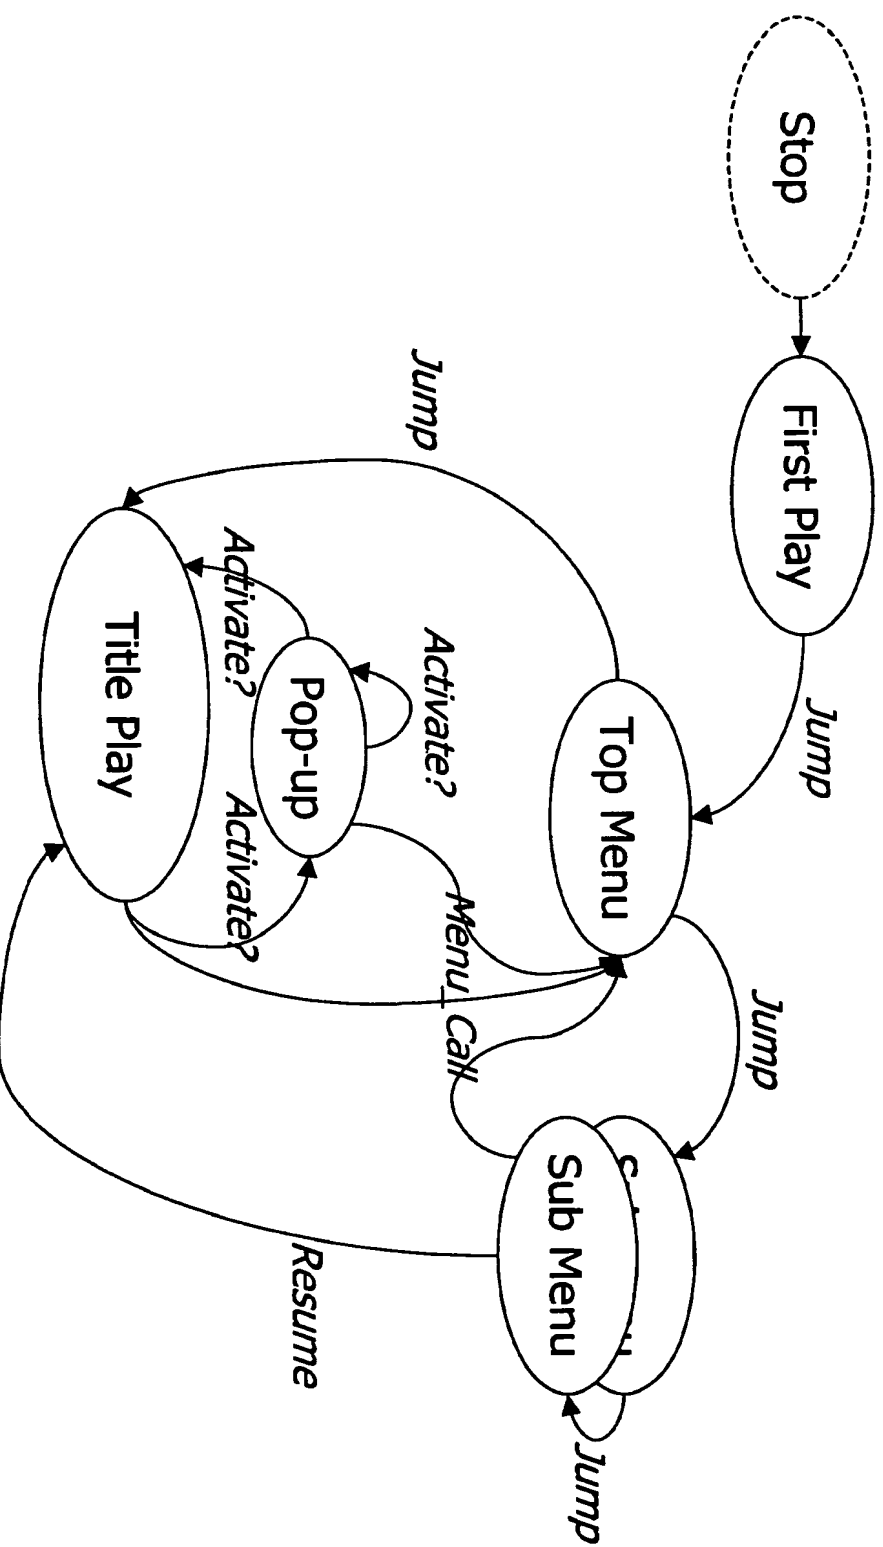 Stop
First Play
Jump
Top Menu
Jump
Jump
Activate?
Activate?
Pop-up
Activate?
Menu_Call
Title Play
Sub Menu
Jump
Resume